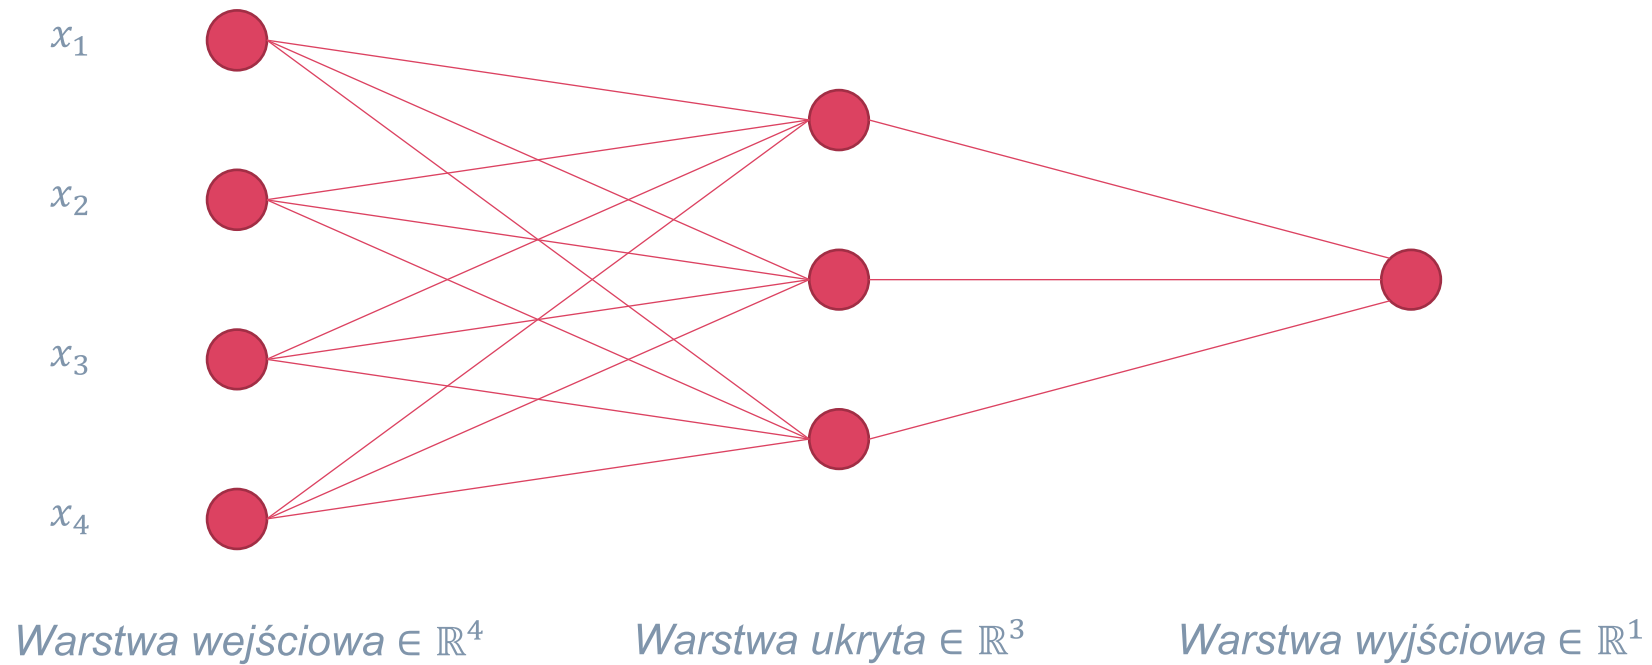 x₁
x₂
x₃
x₄
Warstwa wejściowa ∈ ℝ⁴
Warstwa ukryta ∈ ℝ³
Warstwa wyjściowa ∈ ℝ¹